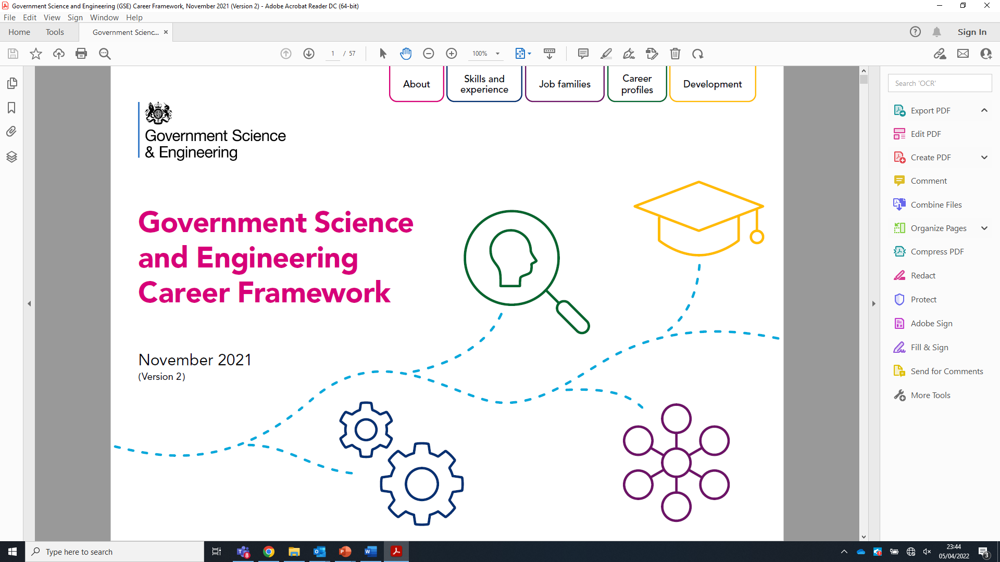 Government Science and Engineering (GSE) Career Framework, November 2021 (Version 2) - Adobe Acrobat Reader DC (64-bit)
File Edit View Sign Window Help
Home Tools Government Scienc... ×
Sign In
1 / 57
100%
About
Skills and
experience
Job families
Career
profiles
Development
Government Science
& Engineering
Government Science
and Engineering
Career Framework
November 2021
(Version 2)
Search 'OCR'
Export PDF
Edit PDF
Create PDF
Comment
Combine Files
Organize Pages
Compress PDF
Redact
Protect
Adobe Sign
Fill & Sign
Send for Comments
More Tools
Type here to search
8
23:44
05/04/2022
3